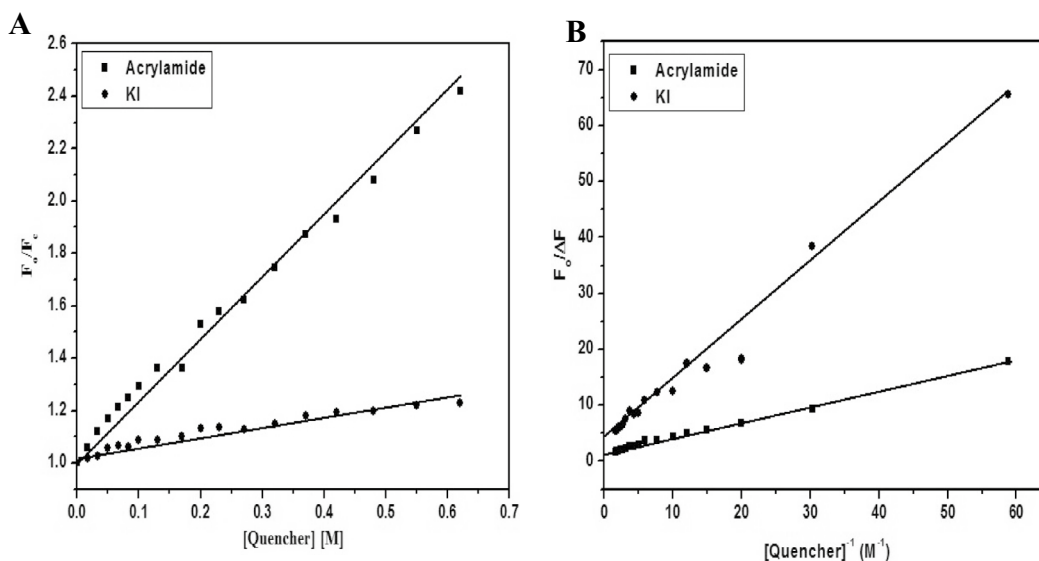 A
2.6
2.4
2.2
2.0
1.8
1.6
1.4
1.2
1.0
Fo/Fc
Acrylamide
KI
0.0 0.1 0.2 0.3 0.4 0.5 0.6 0.7
[Quencher] [M]
B
70
60
50
40
30
20
10
0
Fo/ΔF
Acrylamide
KI
0 10 20 30 40 50 60
[Quencher]⁻¹ (M⁻¹)